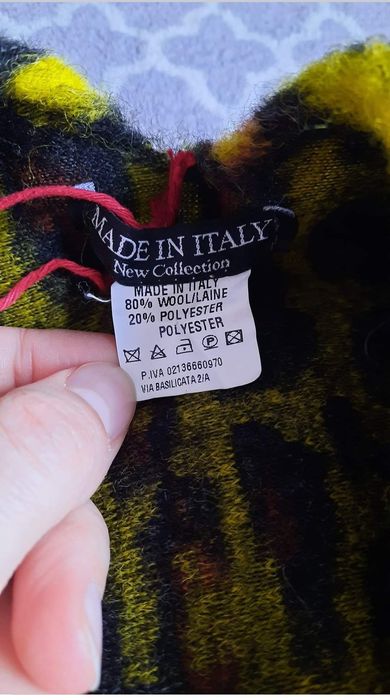 MADE IN ITALY
New Collection
MADE IN ITALY
80% WOOL/LAINE
20% POLYESTER
POLYESTER
P.IVA 02136660970
VIA BASILICATA 2/A